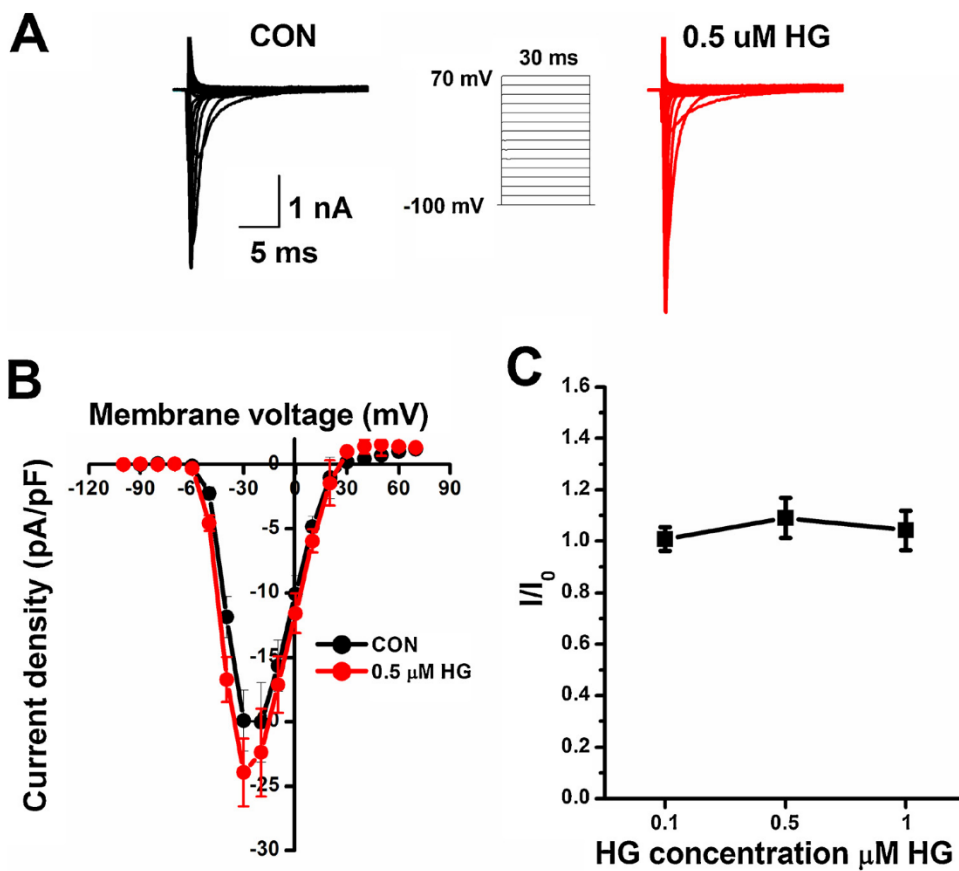 A
CON
30 ms
0.5 uM HG
70 mV
-100 mV
1 nA
5 ms
B
Membrane voltage (mV)
-120 -90 -60 -30 0 30 60 90
0
-5
-10
-15
-20
-25
-30
Current density (pA/pF)
CON
0.5 μM HG
C
1.6
1.4
1.2
1.0
0.8
0.6
0.4
0.2
0.0
I/I0
0.1 0.5 1
HG concentration μM HG